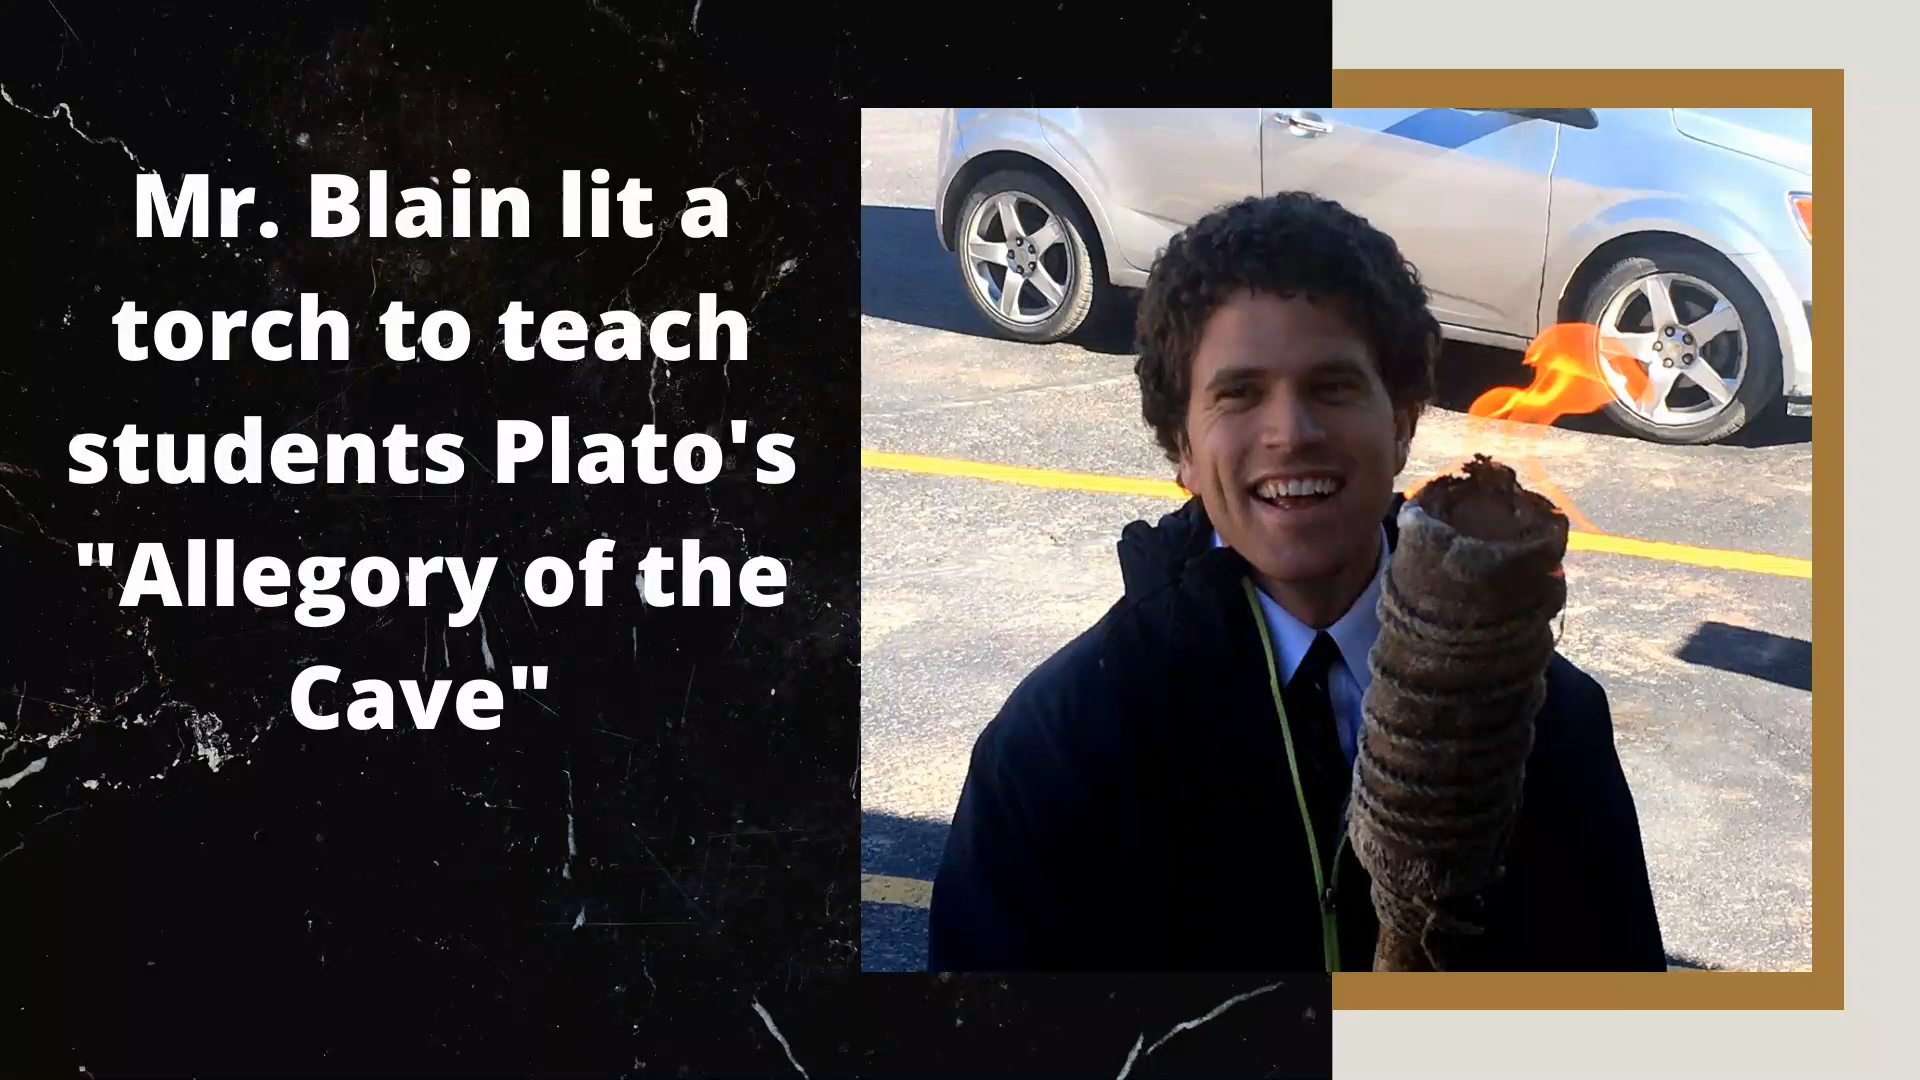 Mr. Blain lit a
torch to teach
students Plato's
"Allegory of the
Cave"